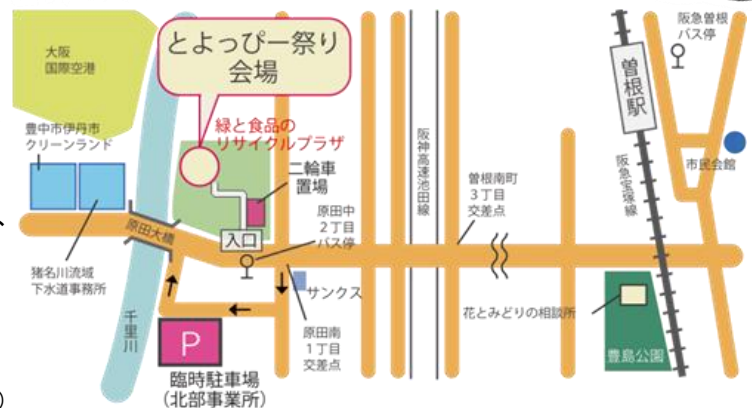 大阪
国際空港
とよっぴー祭り
会場
阪急曽根
バス停
曽根駅
豊中市伊丹市
クリーンランド
緑と食品の
リサイクルプラザ
二輪車
置場
阪神高速池田線
曽根南町
3丁目
交差点
阪急宝塚線
市民会館
原田大橋
入口
原田中
2丁目
バス停
猪名川流域
下水道事務所
千里川
サンクス
原田南
1丁目
交差点
花とみどりの相談所
豊島公園
P
臨時駐車場
(北部事業所)